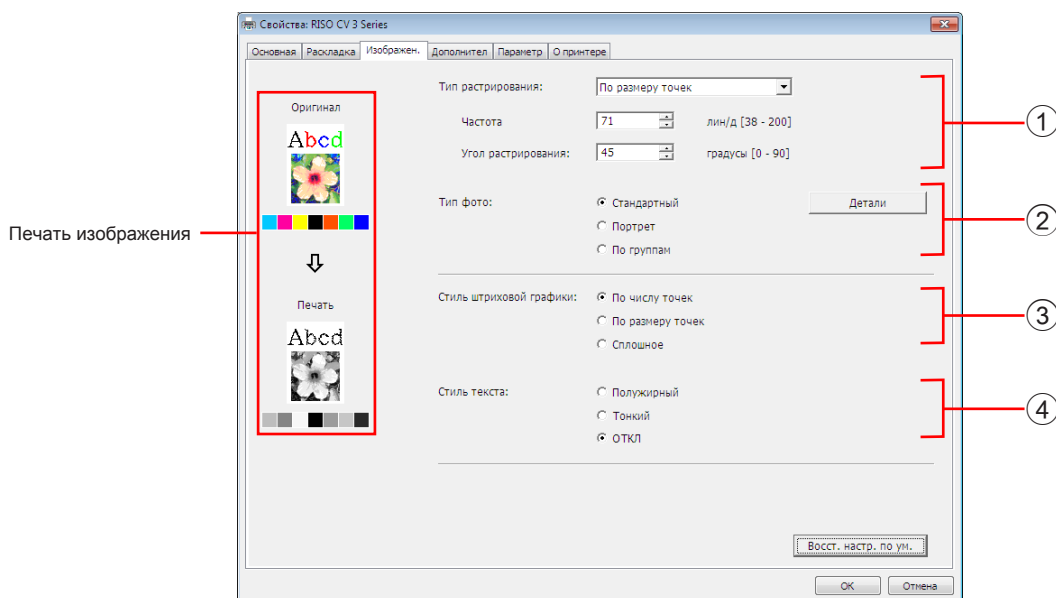 Свойства: RISO CV 3 Series
Основная Раскладка Изображен. Дополнител Параметр О принтере
Печать изображения
Оригинал
Abcd
Печать
Abcd
Тип растрирования: По размеру точек
Частота 71 лин/д [38 - 200]
Угол растрирования: 45 градусы [0 - 90]
1
Тип фото: Стандартный Детали
Портрет
По группам
2
Стиль штриховой графики: По числу точек
По размеру точек
Сплошное
3
Стиль текста: Полужирный
Тонкий
ОТКЛ
4
Восст. настр. по ум.
OK Отмена